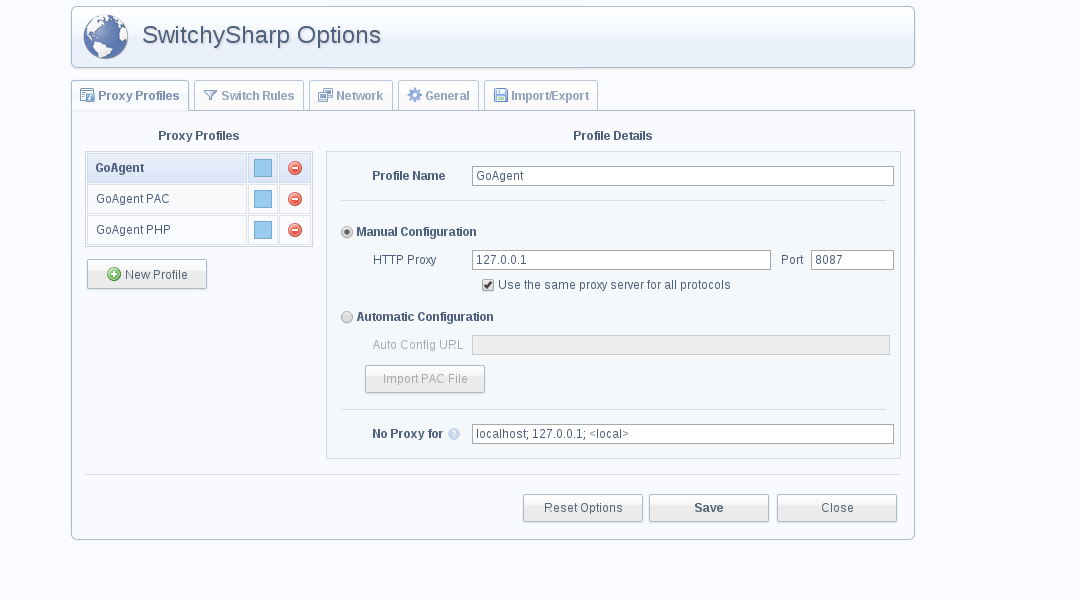 SwitchySharp Options
Proxy Profiles Switch Rules Network General Import/Export
Proxy Profiles
GoAgent
GoAgent PAC
GoAgent PHP
New Profile
Profile Details
Profile Name GoAgent
Manual Configuration
HTTP Proxy 127.0.0.1 Port 8087
Use the same proxy server for all protocols
Automatic Configuration
Auto Config URL
Import PAC File
No Proxy for ? localhost; 127.0.0.1; <local>
Reset Options Save Close